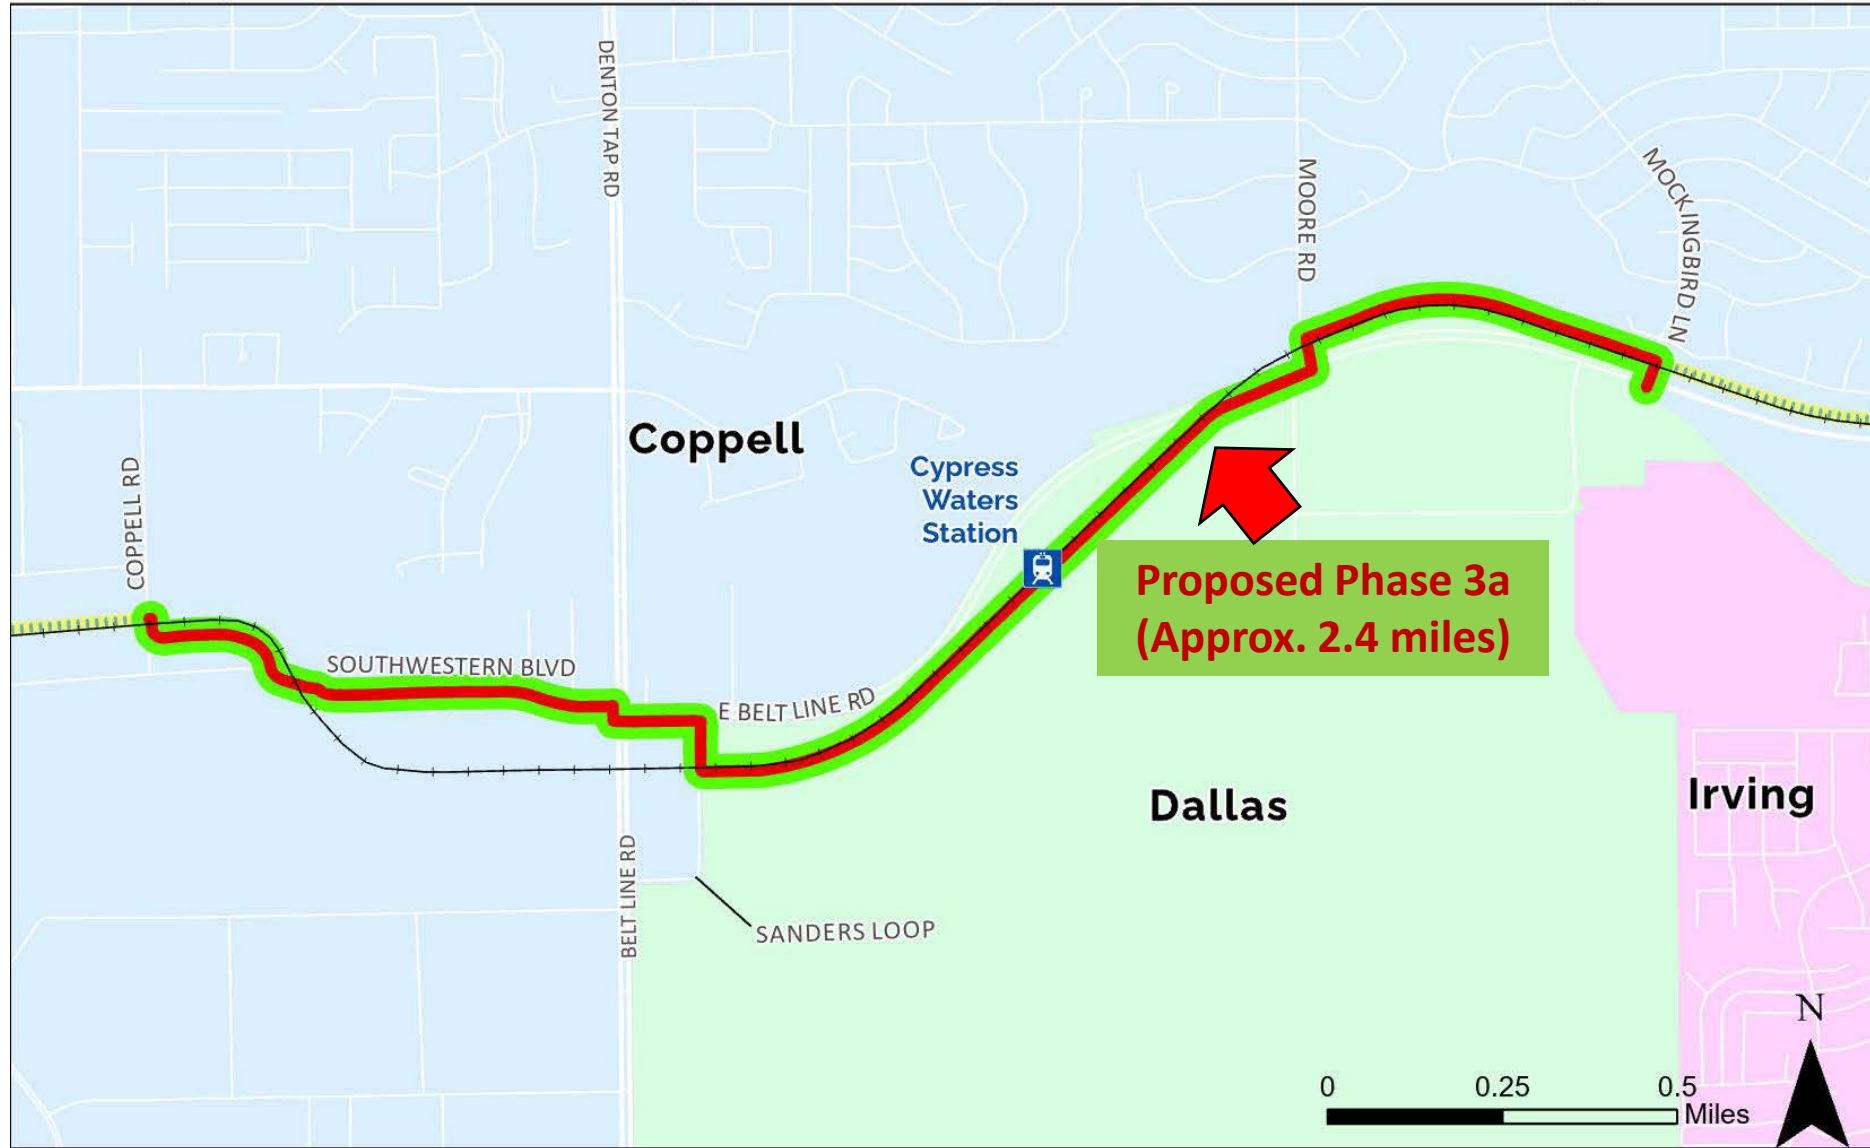 DENTON TAP RD
MOORE RD
MOCKINGBIRD LN
Coppell
Cypress
Waters
Station
COPPELL RD
Proposed Phase 3a
(Approx. 2.4 miles)
SOUTHWESTERN BLVD
E BELT LINE RD
Dallas
Irving
BELT LINE RD
SANDERS LOOP
N
0 0.25 0.5
Miles